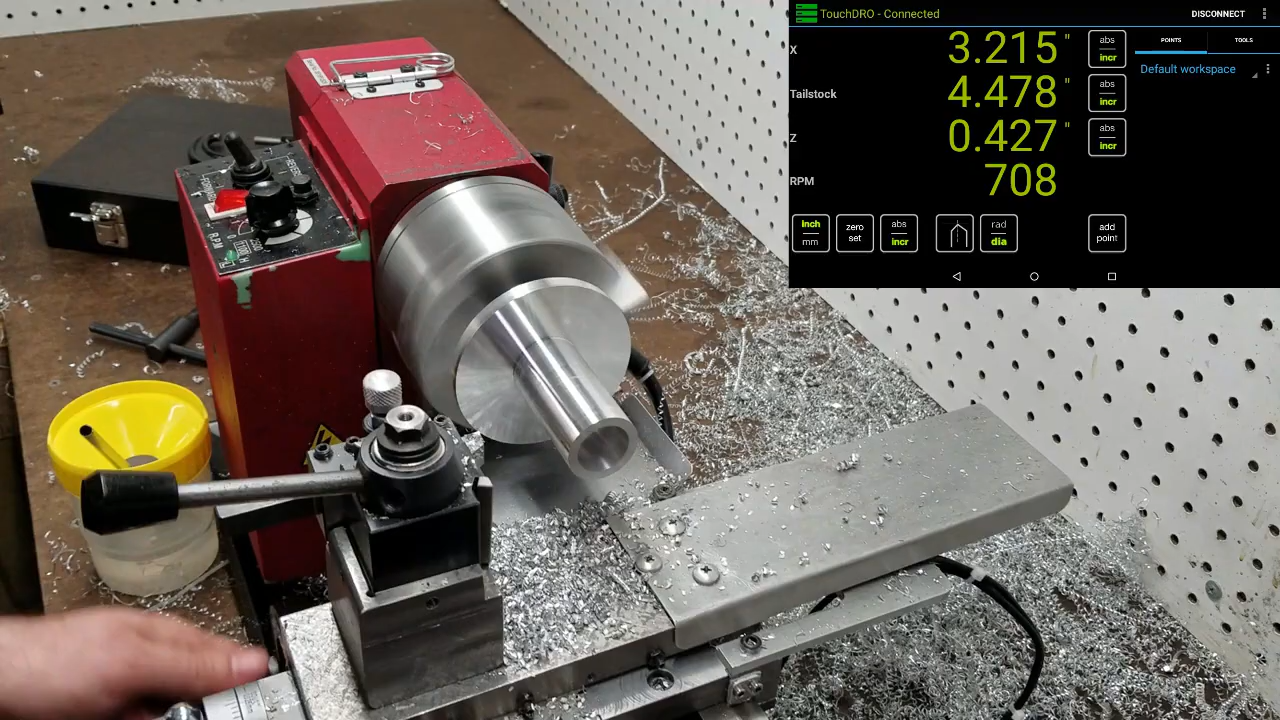 TouchDRO - Connected
DISCONNECT
X 3.215 " abs incr
POINTS TOOLS
Default workspace
Tailstock 4.478 " abs incr
Z 0.427 " abs incr
RPM 708
inch mm zero set abs incr rad dia add point
RPM